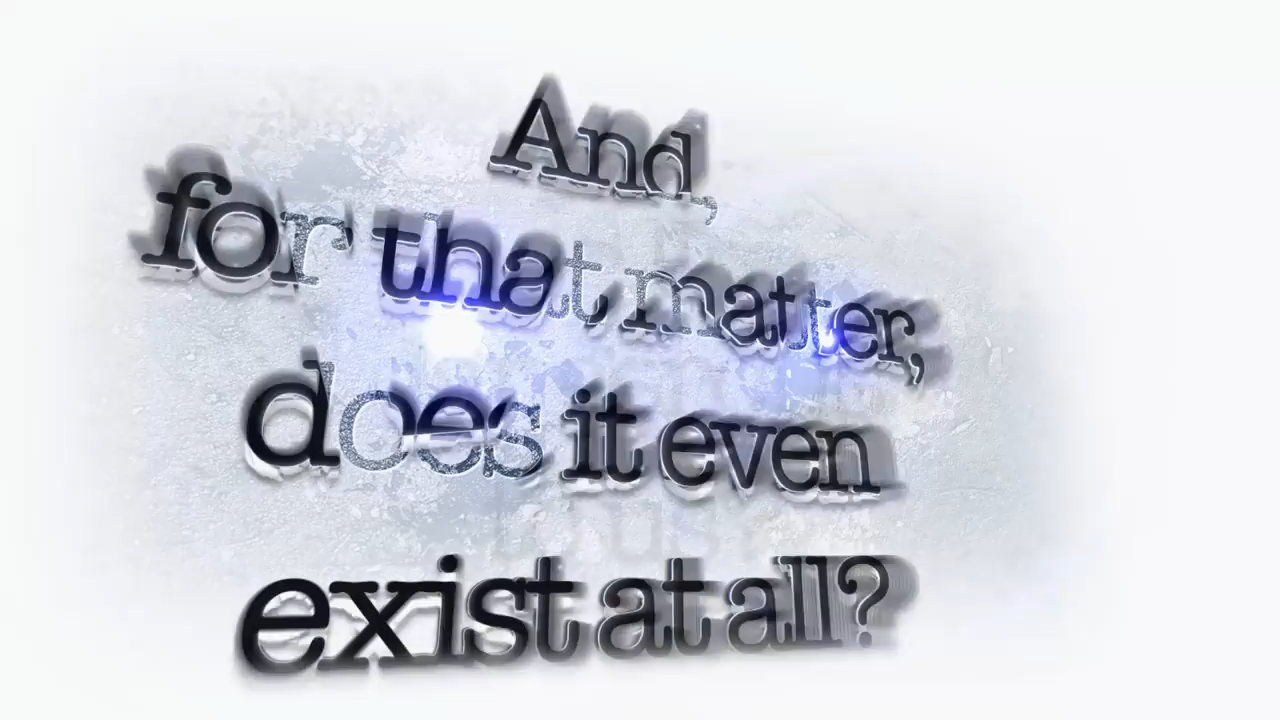 And,
for that matter,
does it even
exist at all?